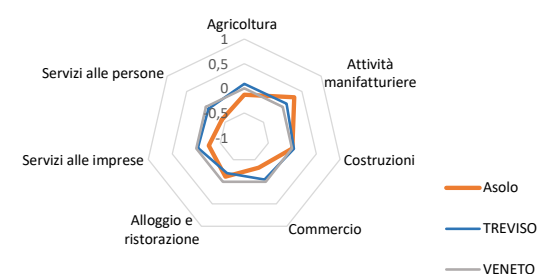 Agricoltura
1
0,5
0
-0,5
-1
Attività
manifatturiere
Costruzioni
Commercio
Alloggio e
ristorazione
Servizi alle imprese
Servizi alle persone
Asolo
TREVISO
VENETO